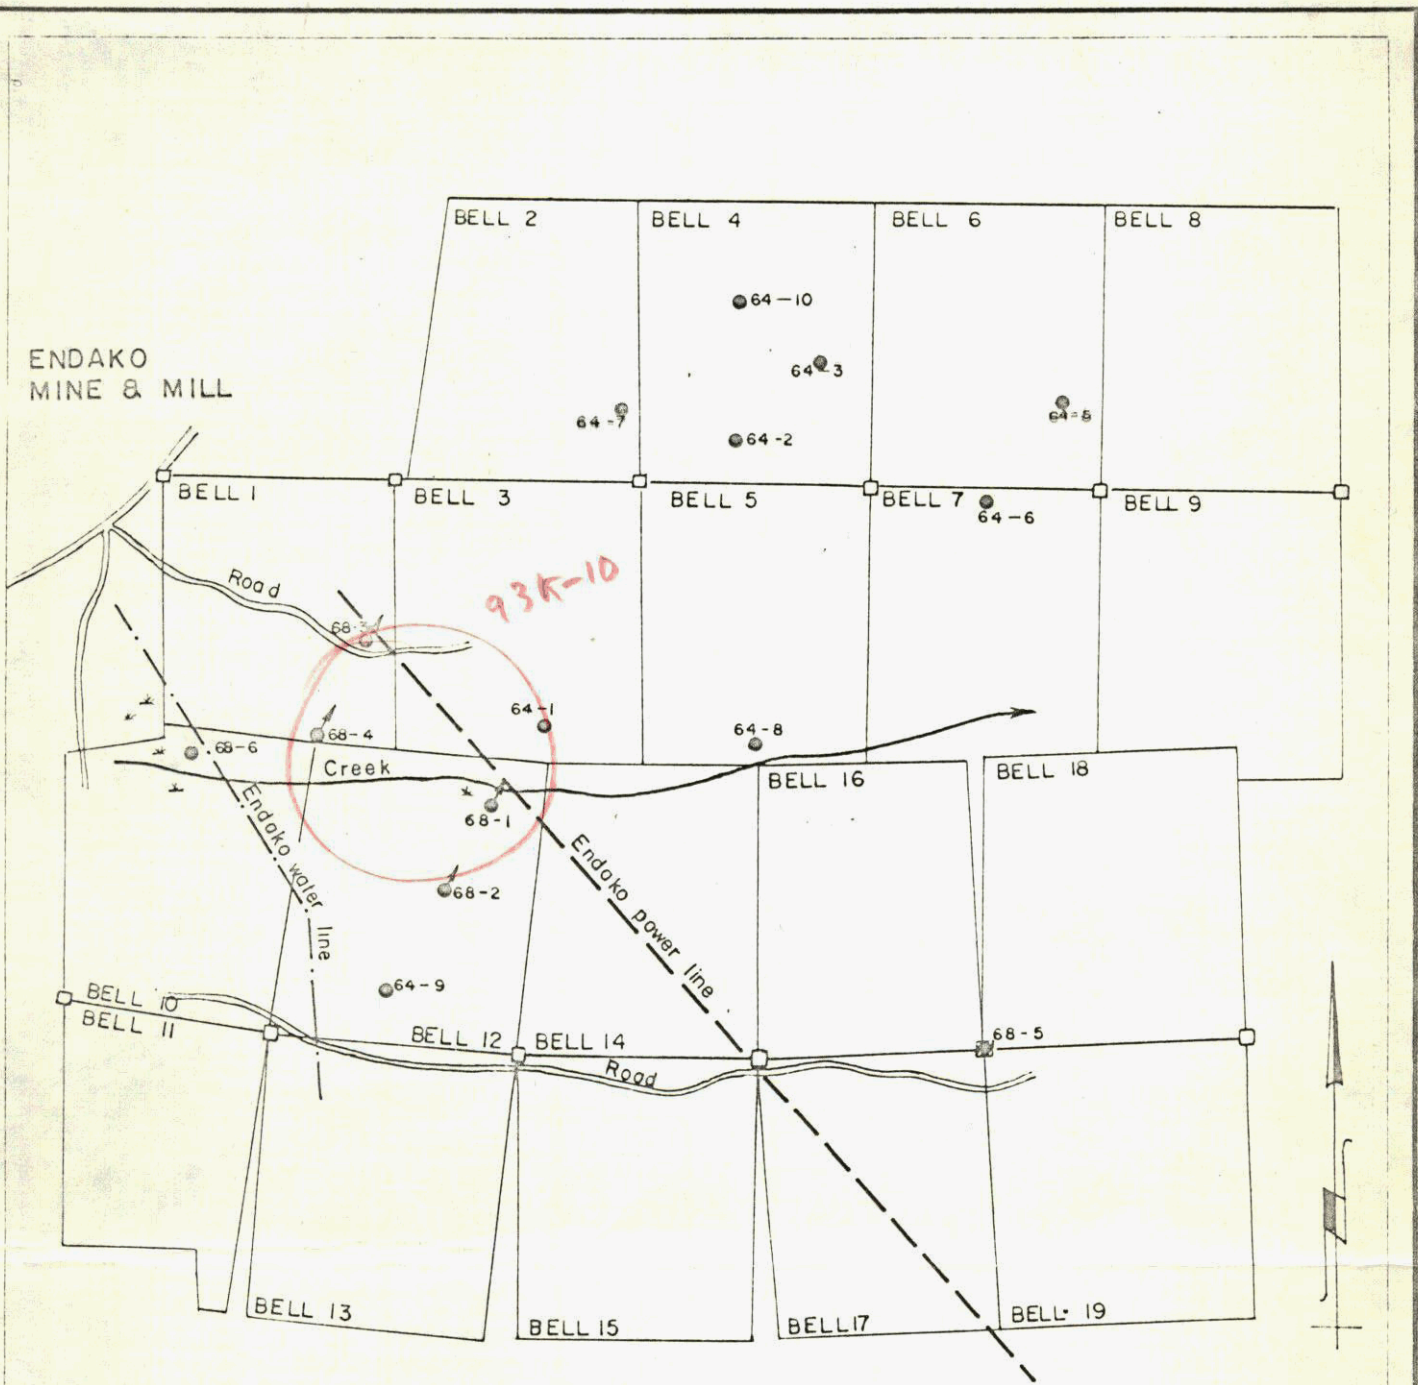 BELL 2
BELL 4
BELL 6
BELL 8
64-10
ENDAKO
MINE & MILL
64-3
64-7
64-2
64-5
BELL 1
BELL 3
BELL 5
BELL 7
BELL 9
64-6
Road
93K-10
68-3
64-1
68-4
68-6
64-8
Creek
BELL 16
BELL 18
68-1
Endako water line
Endako power line
68-2
64-9
BELL 10
BELL 11
BELL 12
BELL 14
68-5
Road
BELL 13
BELL 15
BELL 17
BELL 19
N